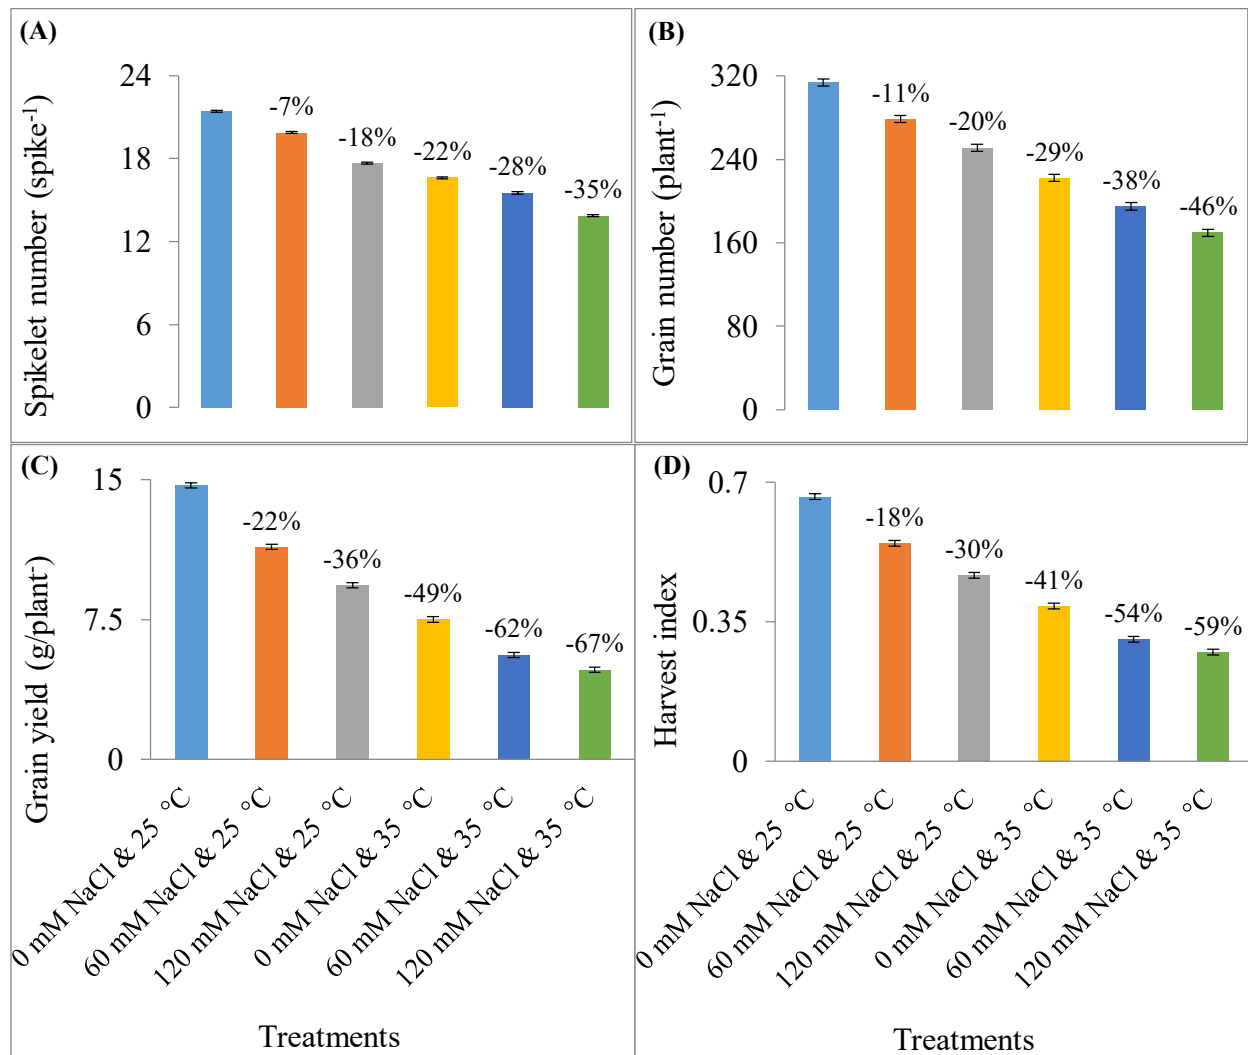 (A)
Spikelet number (spike⁻¹)
24
18
12
6
0
-7%
-18%
-22%
-28%
-35%
(B)
Grain number (plant⁻¹)
320
240
160
80
0
-11%
-20%
-29%
-38%
-46%
(C)
Grain yield (g/plant⁻)
15
7.5
0
-22%
-36%
-49%
-62%
-67%
0 mM NaCl & 25 °C
60 mM NaCl & 25 °C
120 mM NaCl & 25 °C
0 mM NaCl & 35 °C
60 mM NaCl & 35 °C
120 mM NaCl & 35 °C
Treatments
(D)
Harvest index
0.7
0.35
0
-18%
-30%
-41%
-54%
-59%
0 mM NaCl & 25 °C
60 mM NaCl & 25 °C
120 mM NaCl & 25 °C
0 mM NaCl & 35 °C
60 mM NaCl & 35 °C
120 mM NaCl & 35 °C
Treatments